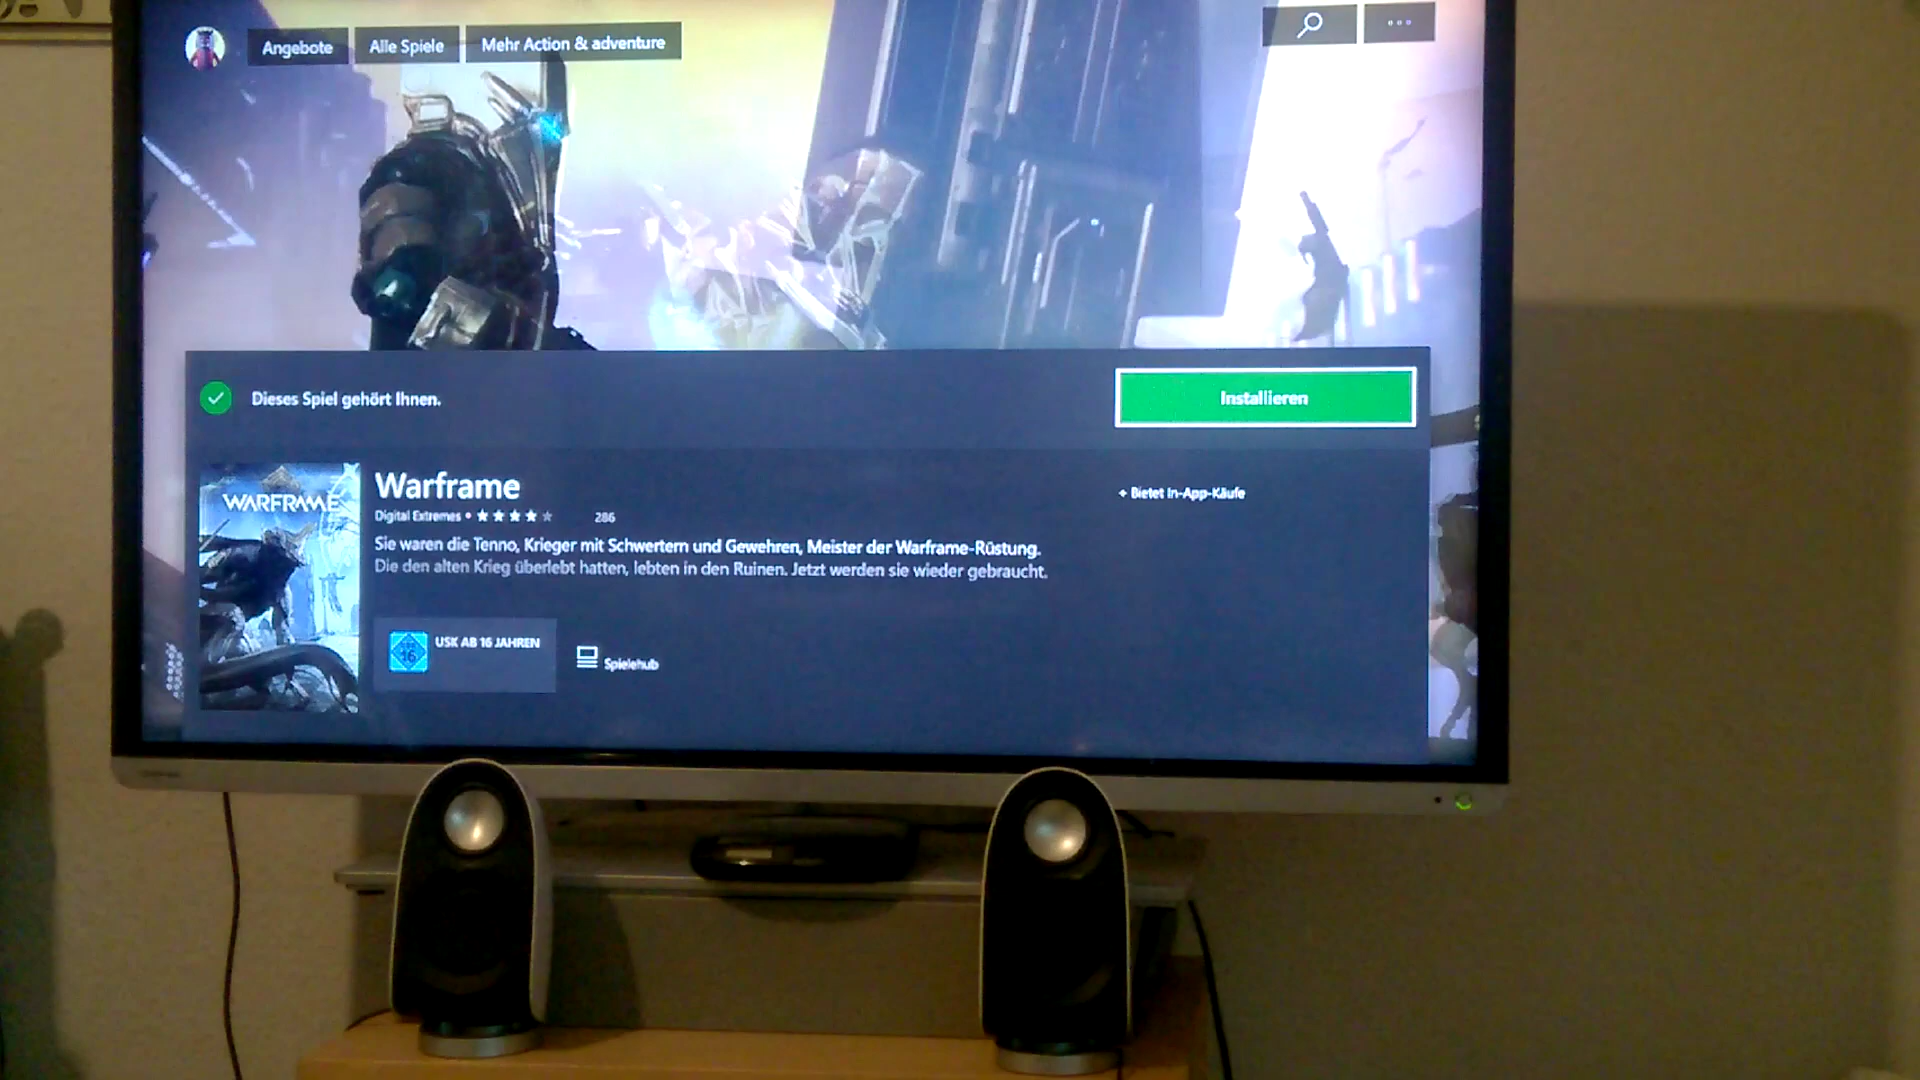 Angebote
Alle Spiele
Mehr Action & adventure
Dieses Spiel gehört Ihnen.
Installieren
WARFRAME
Warframe
Digital Extremes • ★★★★★ 286
+ Bietet In-App-Käufe
Sie waren die Tenno, Krieger mit Schwertern und Gewehren, Meister der Warframe-Rüstung.
Die den alten Krieg überlebt hatten, lebten in den Ruinen. Jetzt werden sie wieder gebraucht.
16
USK AB 16 JAHREN
Spielehub